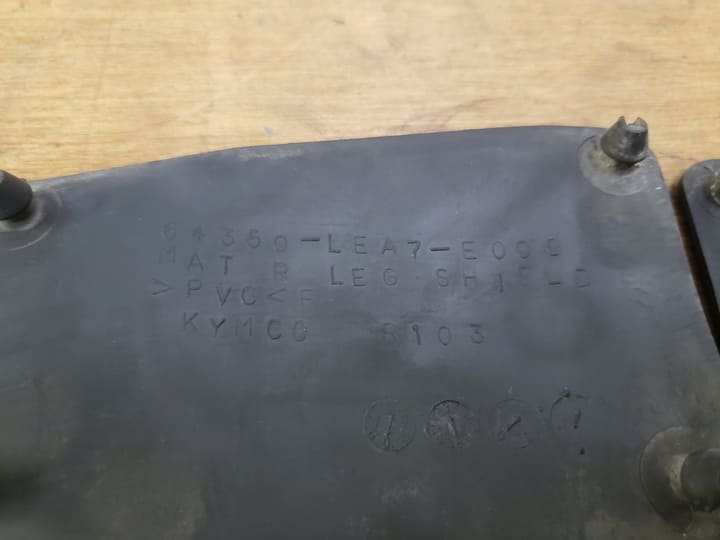 64350-LEA7-E000
MAT R LEG SHIELD
>PVC<F
KYMCO R103